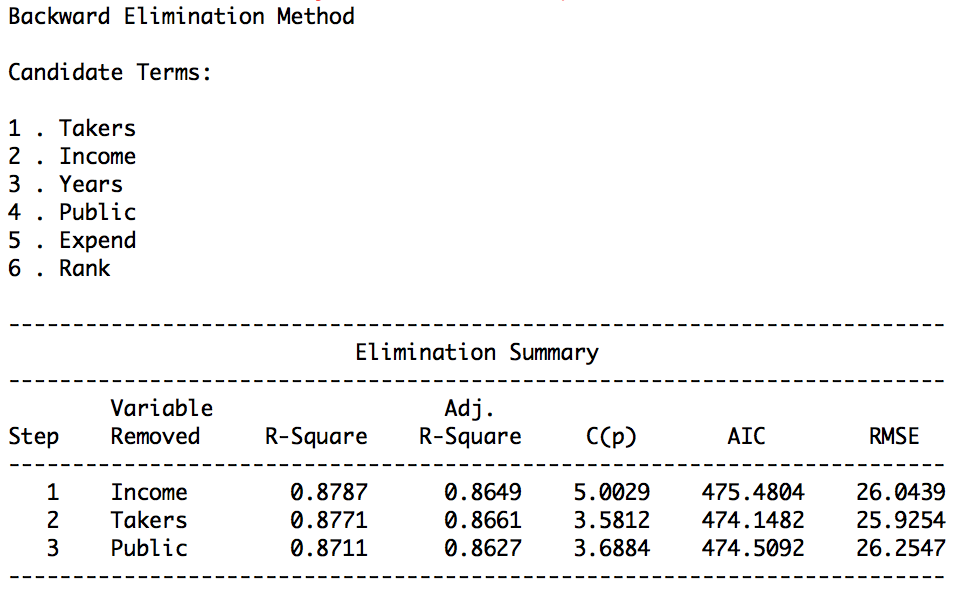 Backward Elimination Method
Candidate Terms:
1 . Takers
2 . Income
3 . Years
4 . Public
5 . Expend
6 . Rank
-------------------------------------------------------------------------
Elimination Summary
-------------------------------------------------------------------------
Variable Adj.
Step Removed R-Square R-Square C(p) AIC RMSE
-------------------------------------------------------------------------
1 Income 0.8787 0.8649 5.0029 475.4804 26.0439
2 Takers 0.8771 0.8661 3.5812 474.1482 25.9254
3 Public 0.8711 0.8627 3.6884 474.5092 26.2547
-------------------------------------------------------------------------